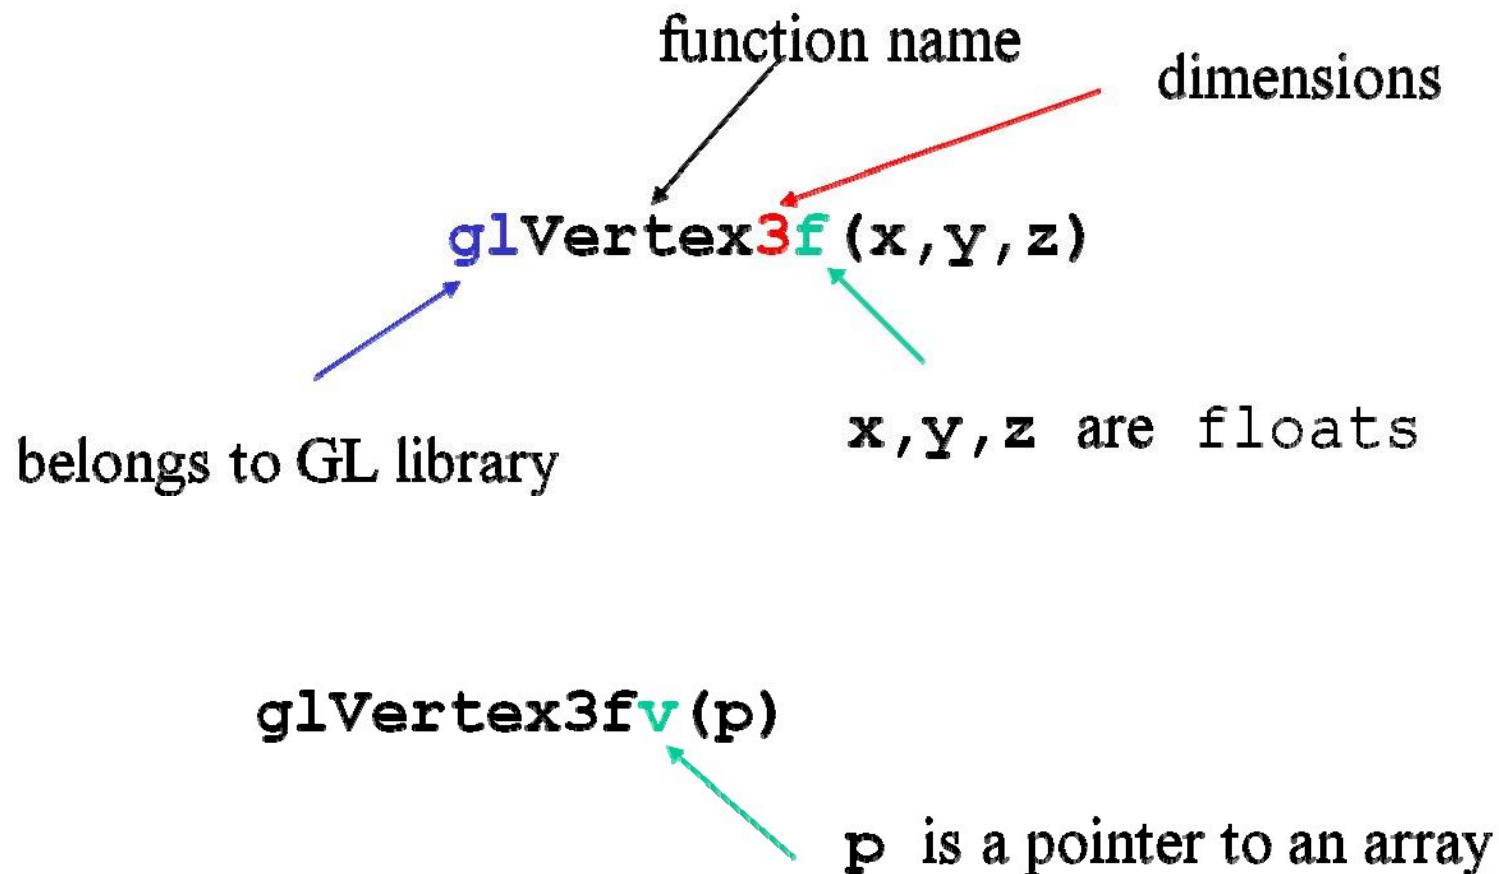 function name
dimensions
glVertex3f(x,y,z)
belongs to GL library
x,y,z are floats
glVertex3fv(p)
p is a pointer to an array